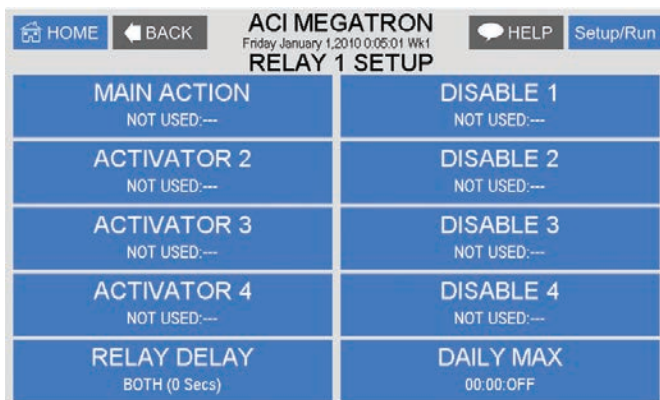 HOME
BACK
ACI MEGATRON
Friday January 1,2010 0:05:01 Wk1
RELAY 1 SETUP
HELP
Setup/Run
MAIN ACTION
NOT USED:---
DISABLE 1
NOT USED:---
ACTIVATOR 2
NOT USED:---
DISABLE 2
NOT USED:---
ACTIVATOR 3
NOT USED:---
DISABLE 3
NOT USED:---
ACTIVATOR 4
NOT USED:---
DISABLE 4
NOT USED:---
RELAY DELAY
BOTH (0 Secs)
DAILY MAX
00:00:OFF